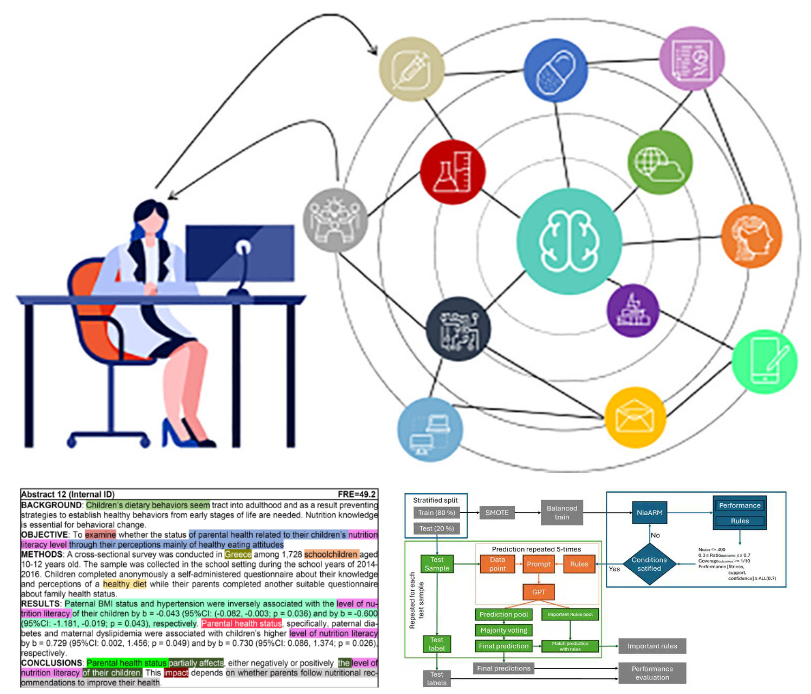 Abstract 12 (Internal ID) FRE=49.2
BACKGROUND: Children's dietary behaviors seem tract into adulthood and as a result preventing
strategies to establish healthy behaviors from early stages of life are needed. Nutrition knowledge
is essential for behavioral change.
OBJECTIVE: To examine whether the status of parental health related to their children's nutrition
literacy level through their perceptions mainly of healthy eating attitudes
METHODS: A cross-sectional survey was conducted in Greece among 1,728 schoolchildren aged
10-12 years old. The sample was collected in the school setting during the school years of 2014-
2016. Children completed anonymously a self-administered questionnaire about their knowledge
and perceptions of a healthy diet while their parents completed another suitable questionnaire
about family health status.
RESULTS: Paternal BMI status and hypertension were inversely associated with the level of nu-
trition literacy of their children by b = -0.043 (95%CI: (-0.082, -0.003; p = 0.036) and by b = -0.600
(95%CI: -1.181, -0.019; p = 0.043), respectively. Parental health status, specifically, paternal dia-
betes and maternal dyslipidemia were associated with children's higher level of nutrition literacy
by b = 0.729 (95%CI: 0.002, 1.456; p = 0.049) and by b = 0.730 (95%CI: 0.086, 1.374; p = 0.026),
respectively.
CONCLUSIONS: Parental health status partially affects, either negatively or positively the level of
nutrition literacy of their children. This impact depends on whether parents follow nutritional rec-
ommendations to improve their health.
Stratified split
Train (80 %)
Test (20 %)
SMOTE
Balanced
train
NiaARM
Performance
Rules
No
Yes
Conditions
satified
Prediction repeated 5-times
Test
Sample
Data
point
Prompt
Rules
GPT
Repeated for each
test sample
Prediction pool
Important Rules pool
Majority voting
Test
label
Final prediction
Match prediction
with rules
Important rules
Test
labels
Final predictions
Performance
evaluation